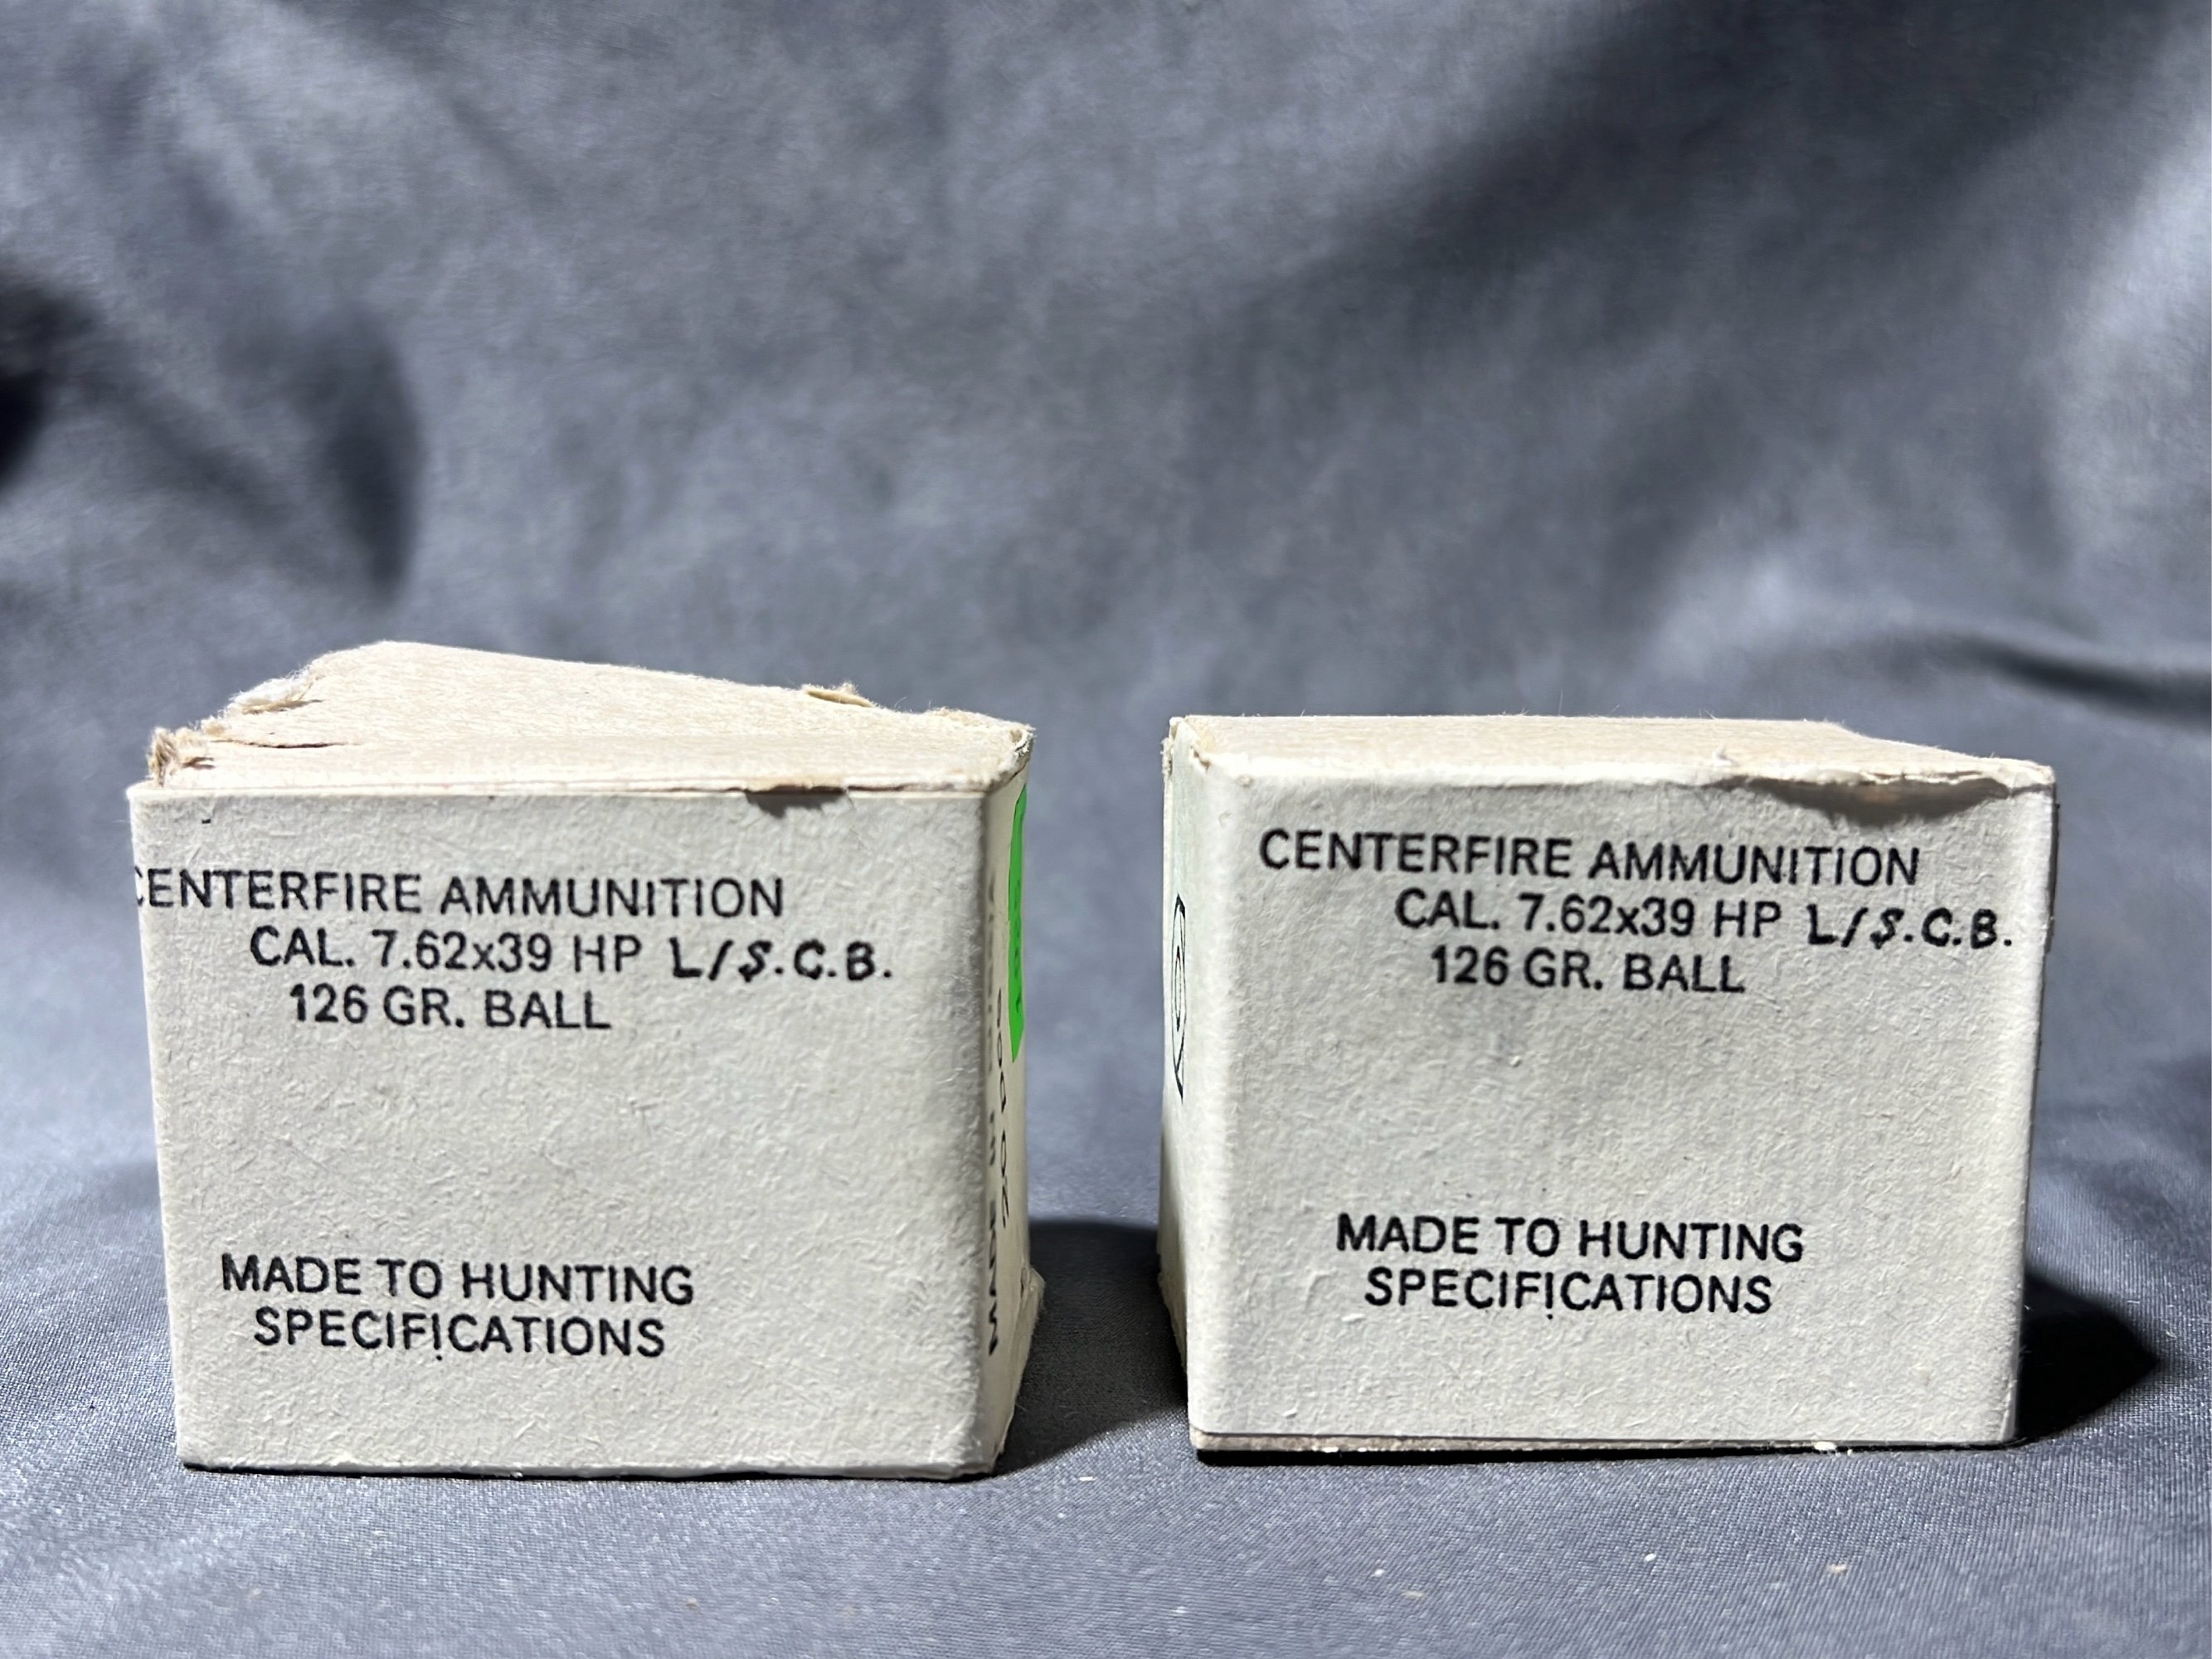 CENTERFIRE AMMUNITION
CAL. 7.62x39 HP L/S.C.B.
126 GR. BALL
MADE TO HUNTING
SPECIFICATIONS
CENTERFIRE AMMUNITION
CAL. 7.62x39 HP L/S.C.B.
126 GR. BALL
MADE TO HUNTING
SPECIFICATIONS